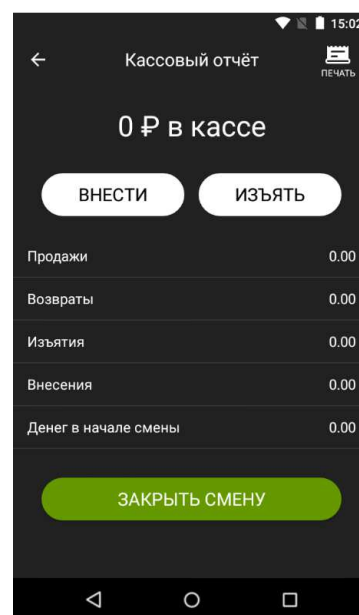 15:02
Кассовый отчёт
ПЕЧАТЬ
0 ₽ в кассе
ВНЕСТИ ИЗЪЯТЬ
Продажи 0.00
Возвраты 0.00
Изъятия 0.00
Внесения 0.00
Денег в начале смены 0.00
ЗАКРЫТЬ СМЕНУ